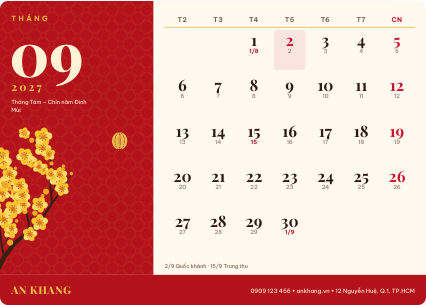 THÁNG
09
2027
Tháng Tám – Chín năm Đinh
Mùi
T2 T3 T4 T5 T6 T7 CN
1 2 3 4 5
1/8 2 3 4 5
6 7 8 9 10 11 12
6 7 8 9 10 11 12
13 14 15 16 17 18 19
13 14 15 16 17 18 19
20 21 22 23 24 25 26
20 21 22 23 24 25 26
27 28 29 30
27 28 29 1/9
2/9 Quốc khánh · 15/9 Trung thu
AN KHANG
0909 123 456 • ankhang.vn • 12 Nguyễn Huệ, Q.1, TP.HCM